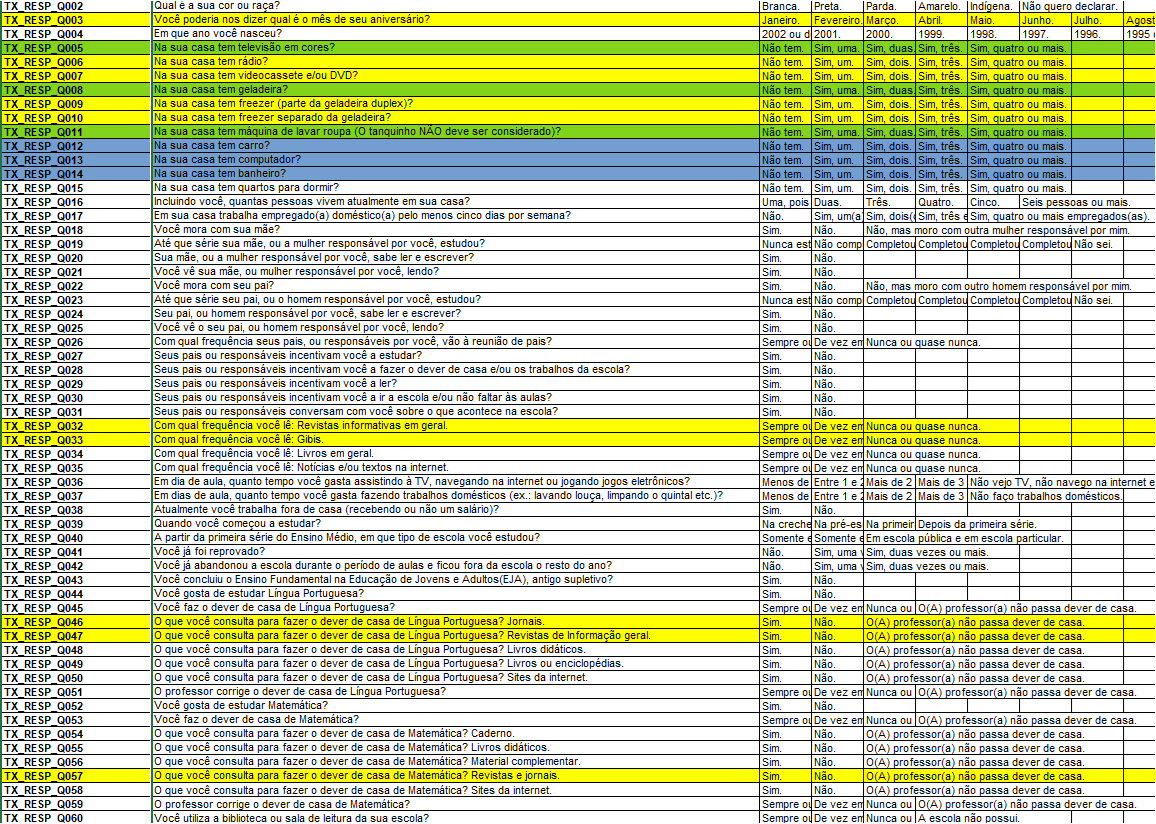 TX_RESP_Q002 Qual é a sua cor ou raça? Branca. Preta. Parda. Amarelo. Indígena. Não quero declarar.
TX_RESP_Q003 Você poderia nos dizer qual é o mês de seu aniversário? Janeiro. Fevereiro. Março. Abril. Maio. Junho. Julho. Agost
TX_RESP_Q004 Em que ano você nasceu? 2002 ou d 2001. 2000. 1999. 1998. 1997. 1996. 1995 o
TX_RESP_Q005 Na sua casa tem televisão em cores? Não tem. Sim, uma. Sim, duas. Sim, três. Sim, quatro ou mais.
TX_RESP_Q006 Na sua casa tem rádio? Não tem. Sim, um. Sim, dois. Sim, três. Sim, quatro ou mais.
TX_RESP_Q007 Na sua casa tem videocassete e/ou DVD? Não tem. Sim, um. Sim, dois. Sim, três. Sim, quatro ou mais.
TX_RESP_Q008 Na sua casa tem geladeira? Não tem. Sim, uma. Sim, duas. Sim, três. Sim, quatro ou mais.
TX_RESP_Q009 Na sua casa tem freezer (parte da geladeira duplex)? Não tem. Sim, um. Sim, dois. Sim, três. Sim, quatro ou mais.
TX_RESP_Q010 Na sua casa tem freezer separado da geladeira? Não tem. Sim, um. Sim, dois. Sim, três. Sim, quatro ou mais.
TX_RESP_Q011 Na sua casa tem máquina de lavar roupa (O tanquinho NÃO deve ser considerado)? Não tem. Sim, uma. Sim, duas. Sim, três. Sim, quatro ou mais.
TX_RESP_Q012 Na sua casa tem carro? Não tem. Sim, um. Sim, dois. Sim, três. Sim, quatro ou mais.
TX_RESP_Q013 Na sua casa tem computador? Não tem. Sim, um. Sim, dois. Sim, três. Sim, quatro ou mais.
TX_RESP_Q014 Na sua casa tem banheiro? Não tem. Sim, um. Sim, dois. Sim, três. Sim, quatro ou mais.
TX_RESP_Q015 Na sua casa tem quartos para dormir? Não tem. Sim, um. Sim, dois. Sim, três. Sim, quatro ou mais.
TX_RESP_Q016 Incluindo você, quantas pessoas vivem atualmente em sua casa? Uma, pois Duas. Três. Quatro. Cinco. Seis pessoas ou mais.
TX_RESP_Q017 Em sua casa trabalha empregado(a) doméstico(a) pelo menos cinco dias por semana? Não. Sim, um(a) Sim, dois( Sim, três e Sim, quatro ou mais empregados(as).
TX_RESP_Q018 Você mora com sua mãe? Sim. Não. Não, mas moro com outra mulher responsável por mim.
TX_RESP_Q019 Até que série sua mãe, ou a mulher responsável por você, estudou? Nunca est Não comp Completou Completou Completou Completou Não sei.
TX_RESP_Q020 Sua mãe, ou a mulher responsável por você, sabe ler e escrever? Sim. Não.
TX_RESP_Q021 Você vê sua mãe, ou mulher responsável por você, lendo? Sim. Não.
TX_RESP_Q022 Você mora com seu pai? Sim. Não. Não, mas moro com outro homem responsável por mim.
TX_RESP_Q023 Até que série seu pai, ou o homem responsável por você, estudou? Nunca est Não comp Completou Completou Completou Completou Não sei.
TX_RESP_Q024 Seu pai, ou homem responsável por você, sabe ler e escrever? Sim. Não.
TX_RESP_Q025 Você vê o seu pai, ou homem responsável por você, lendo? Sim. Não.
TX_RESP_Q026 Com qual frequência seus pais, ou responsáveis por você, vão à reunião de pais? Sempre ou De vez em Nunca ou quase nunca.
TX_RESP_Q027 Seus pais ou responsáveis incentivam você a estudar? Sim. Não.
TX_RESP_Q028 Seus pais ou responsáveis incentivam você a fazer o dever de casa e/ou os trabalhos da escola? Sim. Não.
TX_RESP_Q029 Seus pais ou responsáveis incentivam você a ler? Sim. Não.
TX_RESP_Q030 Seus pais ou responsáveis incentivam você a ir a escola e/ou não faltar às aulas? Sim. Não.
TX_RESP_Q031 Seus pais ou responsáveis conversam com você sobre o que acontece na escola? Sim. Não.
TX_RESP_Q032 Com qual frequência você lê: Revistas informativas em geral. Sempre ou De vez em Nunca ou quase nunca.
TX_RESP_Q033 Com qual frequência você lê: Gibis. Sempre ou De vez em Nunca ou quase nunca.
TX_RESP_Q034 Com qual frequência você lê: Livros em geral. Sempre ou De vez em Nunca ou quase nunca.
TX_RESP_Q035 Com qual frequência você lê: Notícias e/ou textos na internet. Sempre ou De vez em Nunca ou quase nunca.
TX_RESP_Q036 Em dia de aula, quanto tempo você gasta assistindo à TV, navegando na internet ou jogando jogos eletrônicos? Menos de Entre 1 e 2 Mais de 2 Mais de 3 Não vejo TV, não navego na internet e
TX_RESP_Q037 Em dias de aula, quanto tempo você gasta fazendo trabalhos domésticos (ex.: lavando louça, limpando o quintal etc.)? Menos de Entre 1 e 2 Mais de 2 Mais de 3 Não faço trabalhos domésticos.
TX_RESP_Q038 Atualmente você trabalha fora de casa (recebendo ou não um salário)? Sim. Não.
TX_RESP_Q039 Quando você começou a estudar? Na creche Na pré-es Na primeir Depois da primeira série.
TX_RESP_Q040 A partir da primeira série do Ensino Médio, em que tipo de escola você estudou? Somente e Somente e Em escola pública e em escola particular.
TX_RESP_Q041 Você já foi reprovado? Não. Sim, uma v Sim, duas vezes ou mais.
TX_RESP_Q042 Você já abandonou a escola durante o período de aulas e ficou fora da escola o resto do ano? Não. Sim, uma v Sim, duas vezes ou mais.
TX_RESP_Q043 Você concluiu o Ensino Fundamental na Educação de Jovens e Adultos(EJA), antigo supletivo? Sim. Não.
TX_RESP_Q044 Você gosta de estudar Língua Portuguesa? Sim. Não.
TX_RESP_Q045 Você faz o dever de casa de Língua Portuguesa? Sempre ou De vez em Nunca ou O(A) professor(a) não passa dever de casa.
TX_RESP_Q046 O que você consulta para fazer o dever de casa de Língua Portuguesa? Jornais. Sim. Não. O(A) professor(a) não passa dever de casa.
TX_RESP_Q047 O que você consulta para fazer o dever de casa de Língua Portuguesa? Revistas de Informação geral. Sim. Não. O(A) professor(a) não passa dever de casa.
TX_RESP_Q048 O que você consulta para fazer o dever de casa de Língua Portuguesa? Livros didáticos. Sim. Não. O(A) professor(a) não passa dever de casa.
TX_RESP_Q049 O que você consulta para fazer o dever de casa de Língua Portuguesa? Livros ou enciclopédias. Sim. Não. O(A) professor(a) não passa dever de casa.
TX_RESP_Q050 O que você consulta para fazer o dever de casa de Língua Portuguesa? Sites da internet. Sim. Não. O(A) professor(a) não passa dever de casa.
TX_RESP_Q051 O professor corrige o dever de casa de Língua Portuguesa? Sempre ou De vez em Nunca ou O(A) professor(a) não passa dever de casa.
TX_RESP_Q052 Você gosta de estudar Matemática? Sim. Não.
TX_RESP_Q053 Você faz o dever de casa de Matemática? Sempre ou De vez em Nunca ou O(A) professor(a) não passa dever de casa.
TX_RESP_Q054 O que você consulta para fazer o dever de casa de Matemática? Caderno. Sim. Não. O(A) professor(a) não passa dever de casa.
TX_RESP_Q055 O que você consulta para fazer o dever de casa de Matemática? Livros didáticos. Sim. Não. O(A) professor(a) não passa dever de casa.
TX_RESP_Q056 O que você consulta para fazer o dever de casa de Matemática? Material complementar. Sim. Não. O(A) professor(a) não passa dever de casa.
TX_RESP_Q057 O que você consulta para fazer o dever de casa de Matemática? Revistas e jornais. Sim. Não. O(A) professor(a) não passa dever de casa.
TX_RESP_Q058 O que você consulta para fazer o dever de casa de Matemática? Sites da internet. Sim. Não. O(A) professor(a) não passa dever de casa.
TX_RESP_Q059 O professor corrige o dever de casa de Matemática? Sempre ou De vez em Nunca ou O(A) professor(a) não passa dever de casa.
TX_RESP_Q060 Você utiliza a biblioteca ou sala de leitura da sua escola? Sempre ou De vez em Nunca ou A escola não possui.